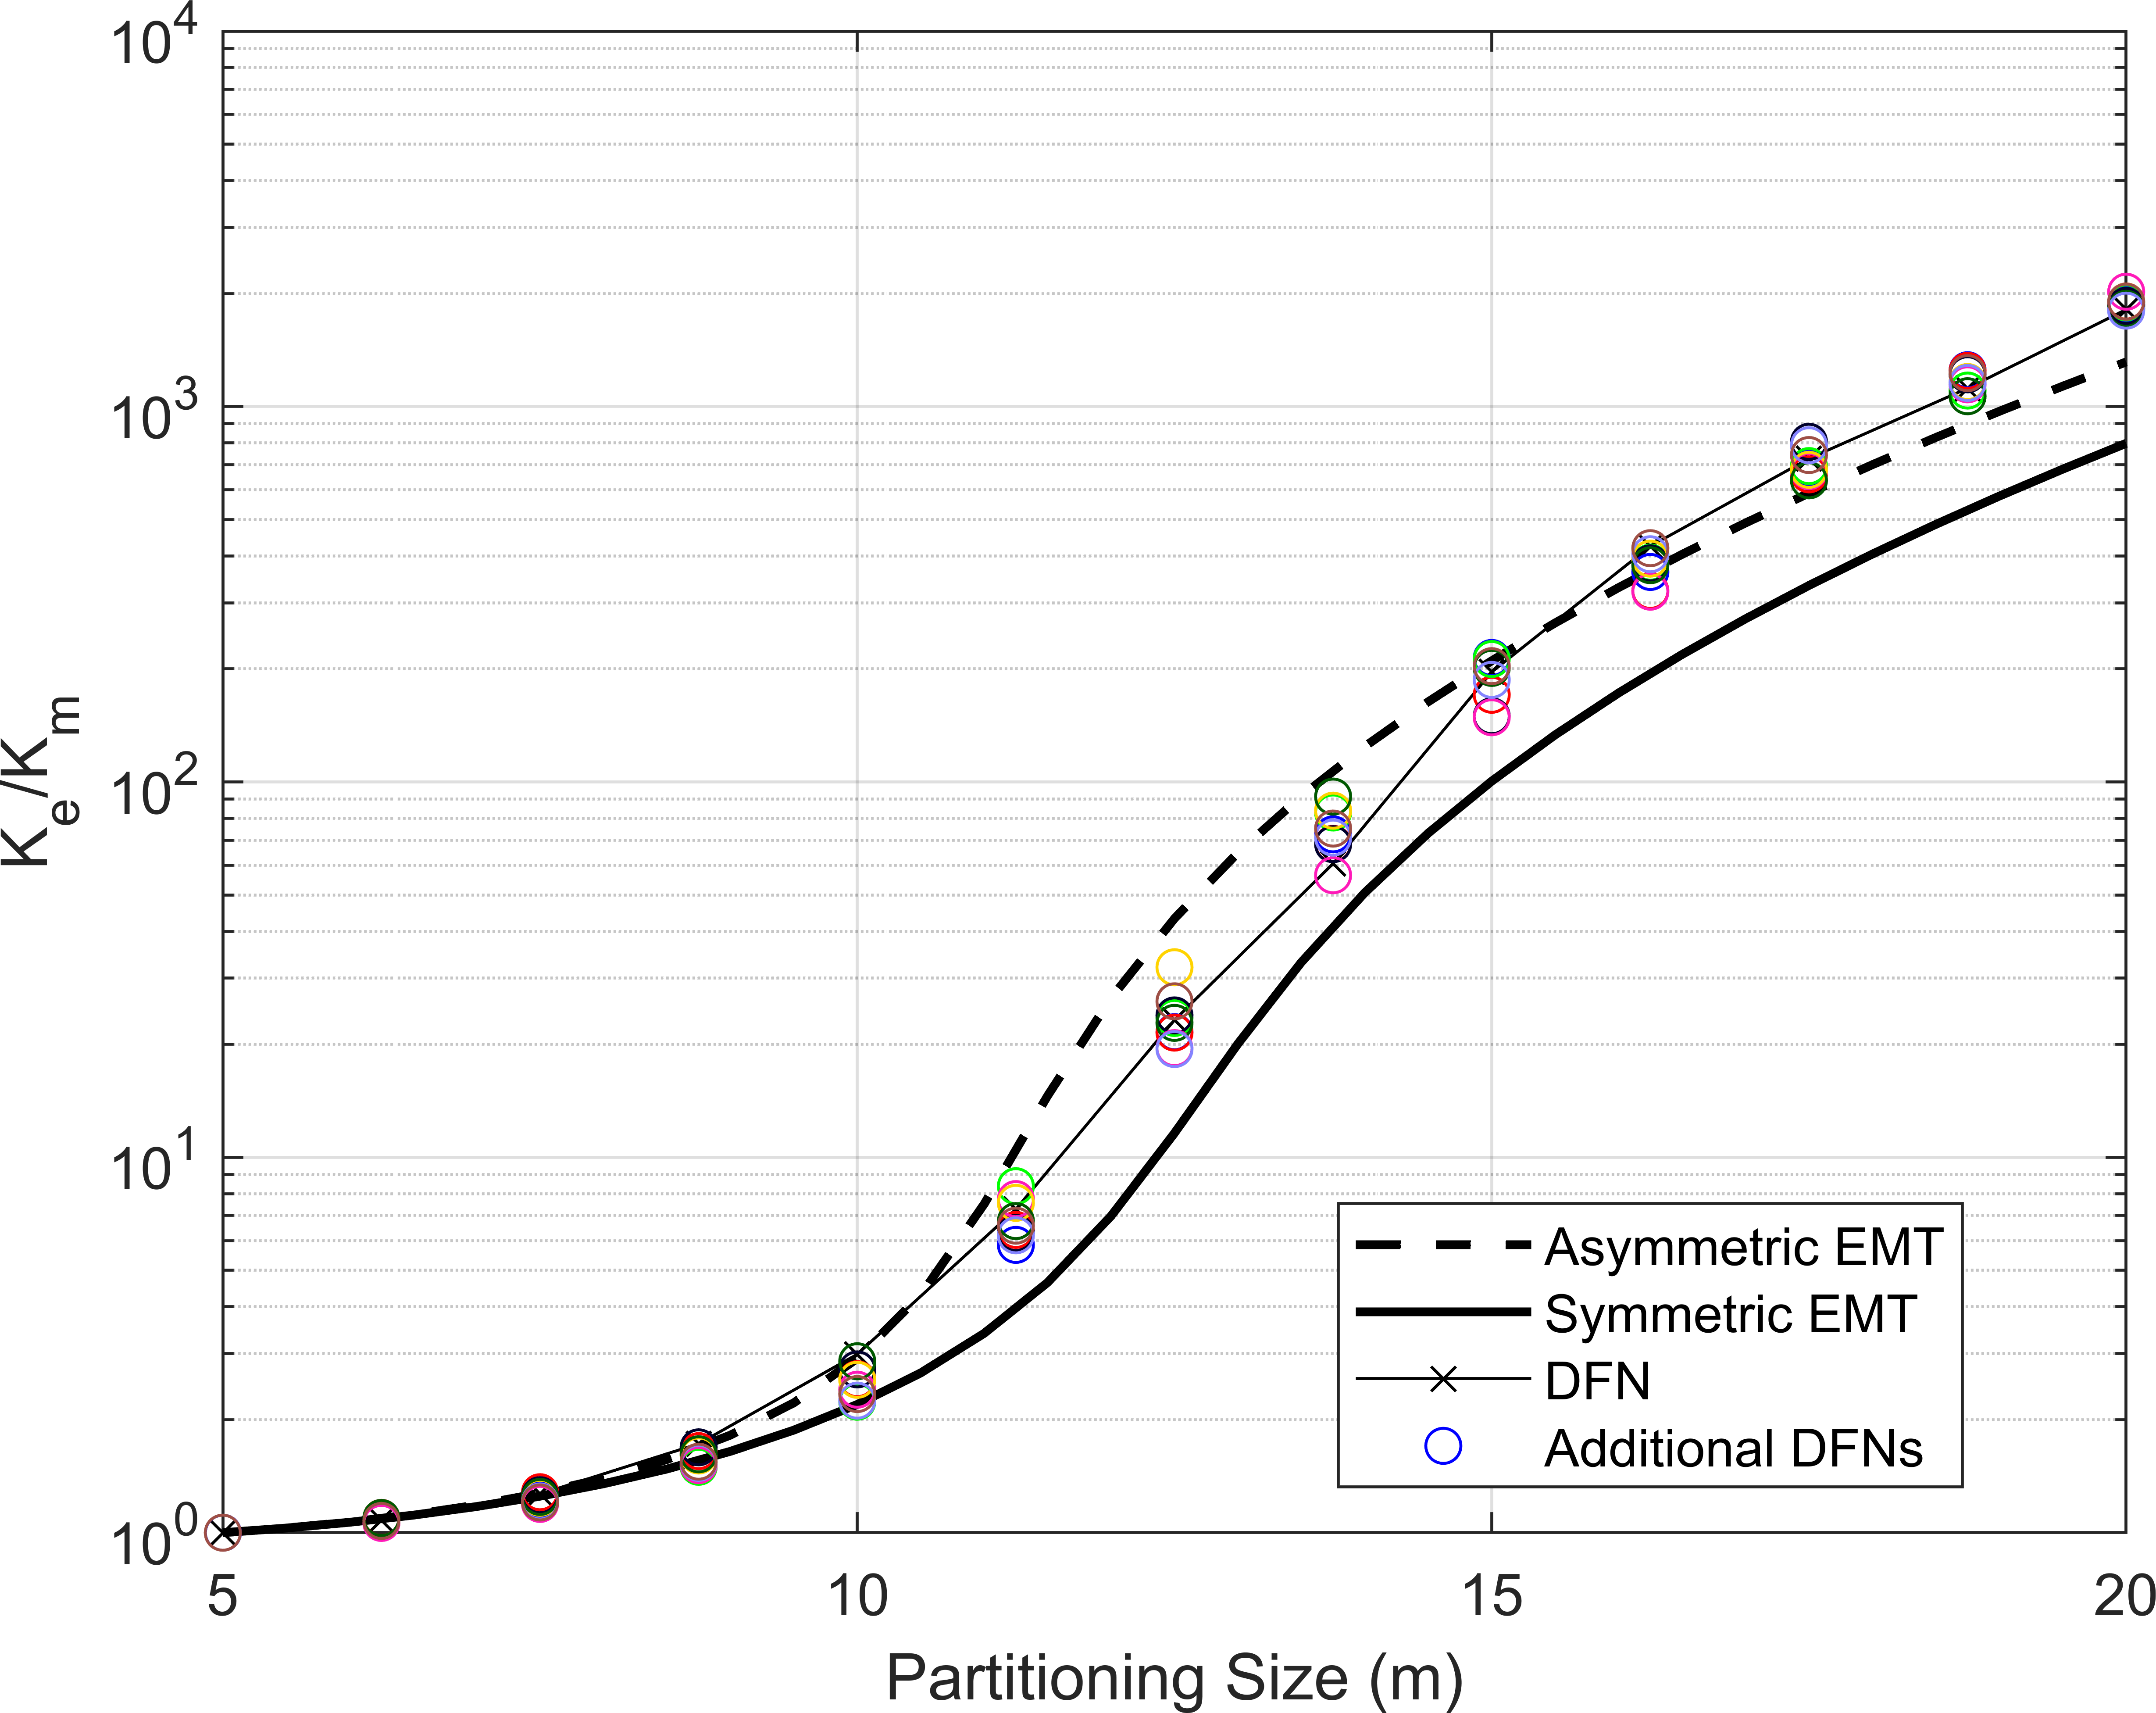 10^4
10^3
10^2
10^1
10^0
K_e/K_m
5 10 15 20
Partitioning Size (m)
Asymmetric EMT
Symmetric EMT
DFN
Additional DFNs